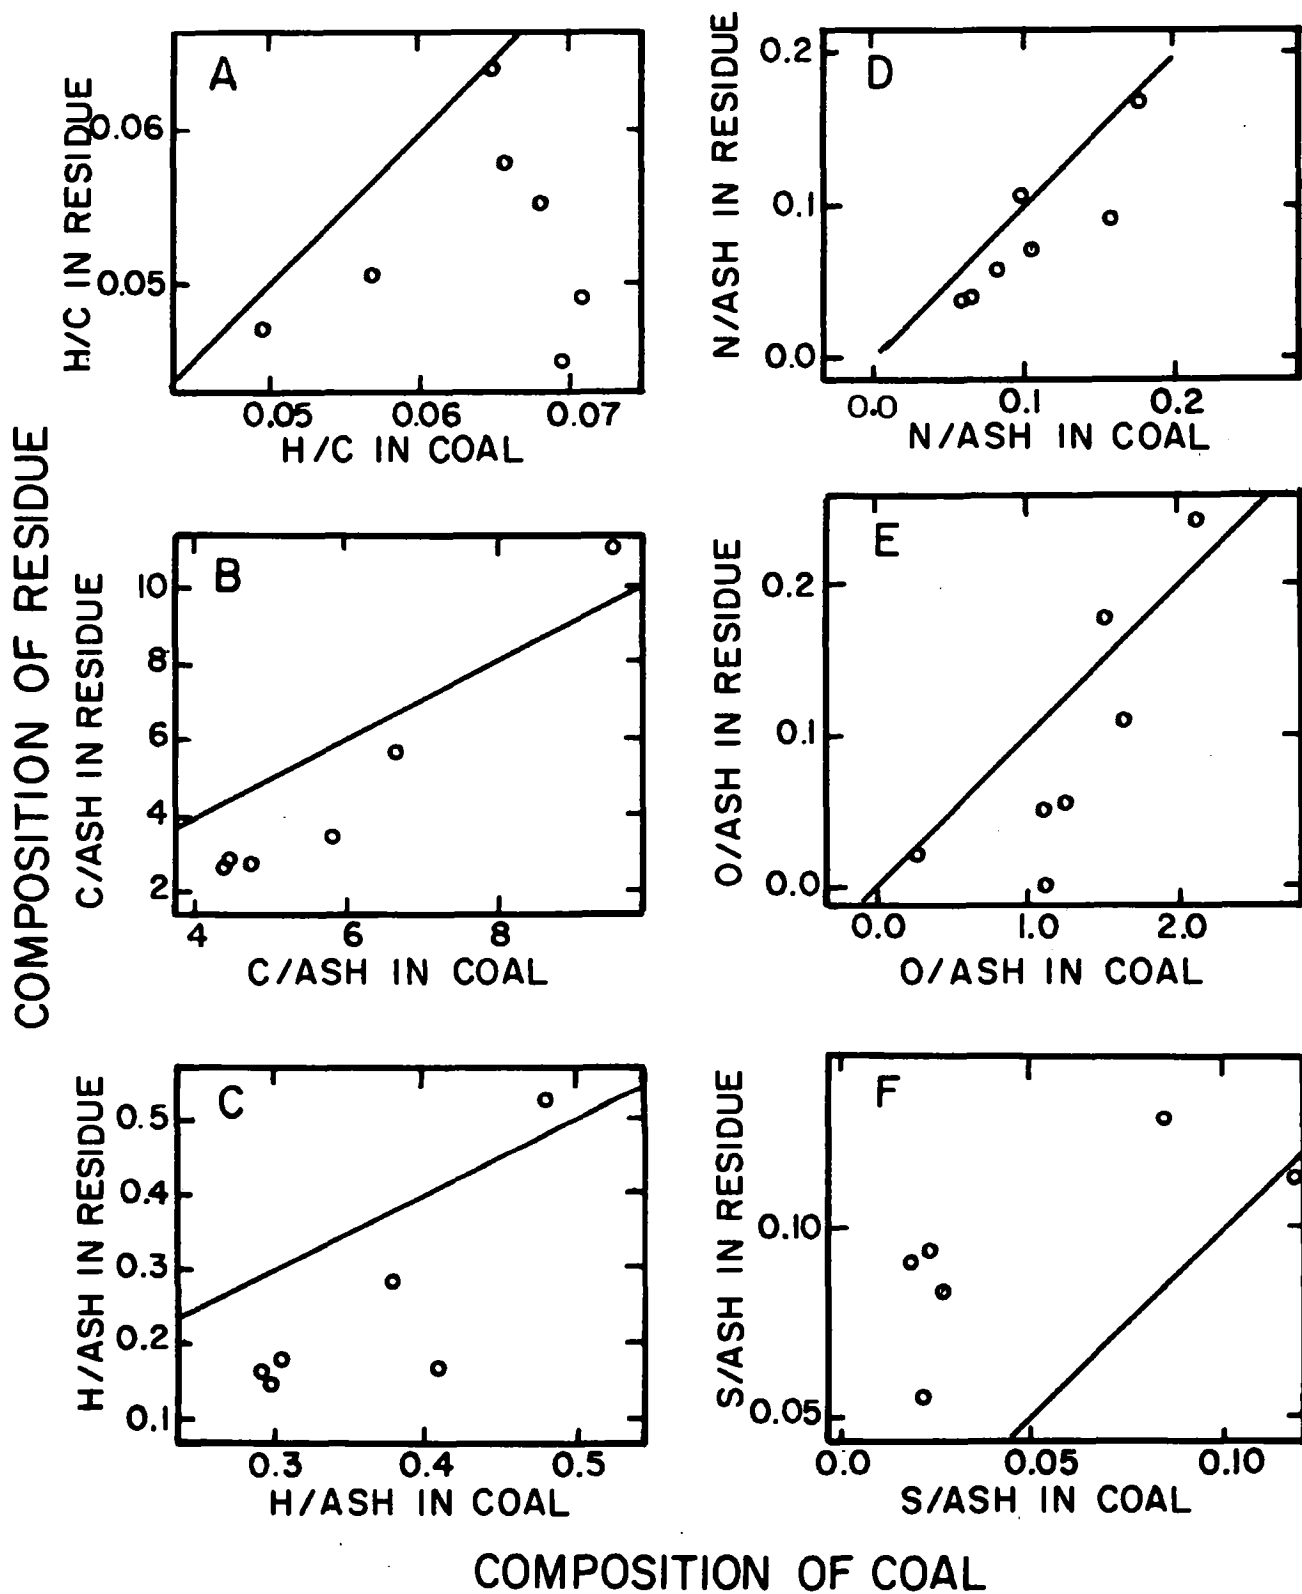 COMPOSITION OF RESIDUE
A
H/C IN RESIDUE
0.06
0.05
0.05 0.06 0.07
H/C IN COAL
B
C/ASH IN RESIDUE
10
8
6
4
2
4 6 8
C/ASH IN COAL
C
H/ASH IN RESIDUE
0.5
0.4
0.3
0.2
0.1
0.3 0.4 0.5
H/ASH IN COAL
D
N/ASH IN RESIDUE
0.2
0.1
0.0
0.0 0.1 0.2
N/ASH IN COAL
E
O/ASH IN RESIDUE
0.2
0.1
0.0
0.0 1.0 2.0
O/ASH IN COAL
F
S/ASH IN RESIDUE
0.10
0.05
0.0 0.05 0.10
S/ASH IN COAL
COMPOSITION OF COAL